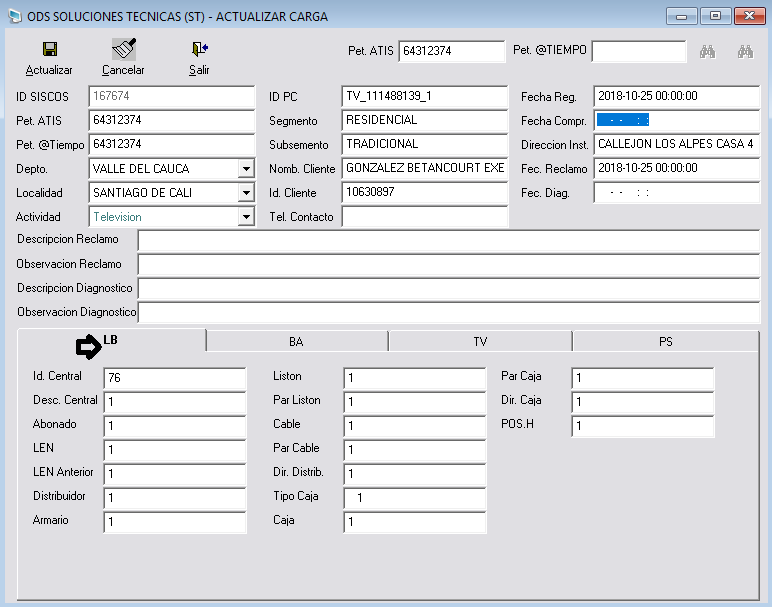 ODS SOLUCIONES TECNICAS (ST) - ACTUALIZAR CARGA
Actualizar Cancelar Salir Pet. ATIS 64312374 Pet. @TIEMPO
ID SISCOS 167674 ID PC TV_111488139_1 Fecha Reg. 2018-10-25 00:00:00
Pet. ATIS 64312374 Segmento RESIDENCIAL Fecha Compr. - - : :
Pet. @Tiempo 64312374 Subsemento TRADICIONAL Direccion Inst. CALLEJON LOS ALPES CASA 4
Depto. VALLE DEL CAUCA Nomb. Cliente GONZALEZ BETANCOURT EXE Fec. Reclamo 2018-10-25 00:00:00
Localidad SANTIAGO DE CALI Id. Cliente 10630897 Fec. Diag. - - : :
Actividad Television Tel. Contacto
Descripcion Reclamo
Observacion Reclamo
Descripcion Diagnostico
Observacion Diagnostico
LB BA TV PS
Id. Central 76 Liston 1 Par Caja 1
Desc. Central 1 Par Liston 1 Dir. Caja 1
Abonado 1 Cable 1 POS.H 1
LEN 1 Par Cable 1
LEN Anterior 1 Dir. Distrib. 1
Distribuidor 1 Tipo Caja 1
Armario 1 Caja 1